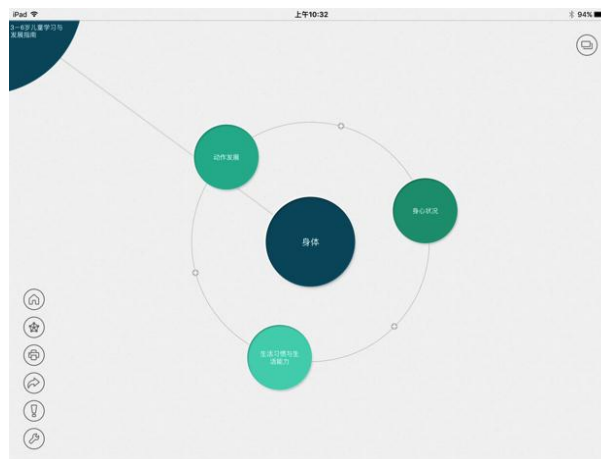 iPad
上午10:32
94%
3-6岁儿童学习与
发展指南
动作发展
身心状况
身体
生活习惯与生
活能力